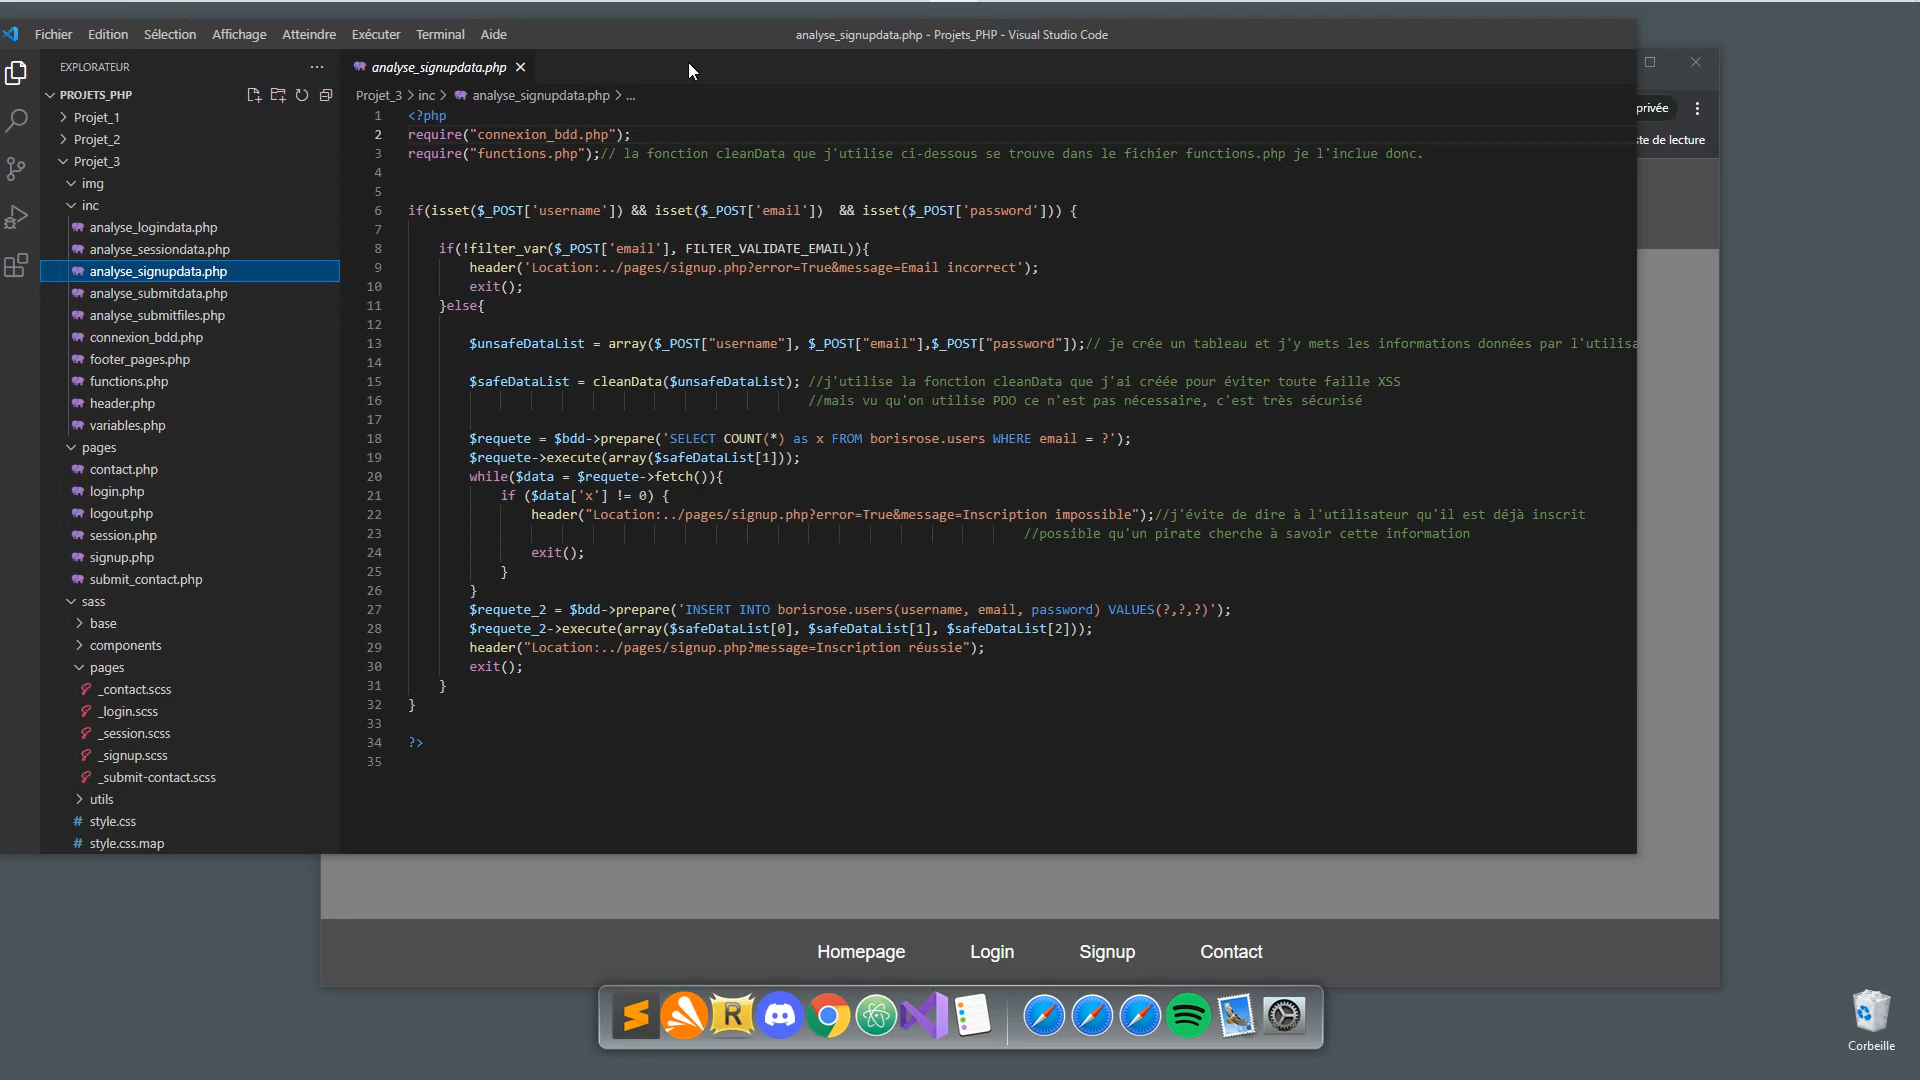 Fichier Edition Sélection Affichage Atteindre Exécuter Terminal Aide
analyse_signupdata.php - Projets_PHP - Visual Studio Code
EXPLORATEUR
PROJETS_PHP
Projet_1
Projet_2
Projet_3
img
inc
analyse_logindata.php
analyse_sessiondata.php
analyse_signupdata.php
analyse_submitdata.php
analyse_submitfiles.php
connexion_bdd.php
footer_pages.php
functions.php
header.php
variables.php
pages
contact.php
login.php
logout.php
session.php
signup.php
submit_contact.php
sass
base
components
pages
_contact.scss
_login.scss
_session.scss
_signup.scss
_submit-contact.scss
utils
style.css
style.css.map
analyse_signupdata.php
Projet_3 > inc > analyse_signupdata.php > ...
1 <?php
2 require("connexion_bdd.php");
3 require("functions.php");// la fonction cleanData que j'utilise ci-dessous se trouve dans le fichier functions.php je l'inclue donc.
4
5
6 if(isset($_POST['username']) && isset($_POST['email'])  && isset($_POST['password'])) {
7
8 if(!filter_var($_POST['email'], FILTER_VALIDATE_EMAIL)){
9 header('Location:../pages/signup.php?error=True&message=Email incorrect');
10 exit();
11 }else{
12
13 $unsafeDataList = array($_POST["username"], $_POST["email"],$_POST["password"]);// je crée un tableau et j'y mets les informations données par l'utilisa
14
15 $safeDataList = cleanData($unsafeDataList); //j'utilise la fonction cleanData que j'ai créée pour éviter toute faille XSS
16 //mais vu qu'on utilise PDO ce n'est pas nécessaire, c'est très sécurisé
17
18 $requete = $bdd->prepare('SELECT COUNT(*) as x FROM borisrose.users WHERE email = ?');
19 $requete->execute(array($safeDataList[1]));
20 while($data = $requete->fetch()){
21 if ($data['x'] != 0) {
22 header("Location:../pages/signup.php?error=True&message=Inscription impossible");//j'évite de dire à l'utilisateur qu'il est déjà inscrit
23 //possible qu'un pirate cherche à savoir cette information
24 exit();
25 }
26 }
27 $requete_2 = $bdd->prepare('INSERT INTO borisrose.users(username, email, password) VALUES(?,?,?)');
28 $requete_2->execute(array($safeDataList[0], $safeDataList[1], $safeDataList[2]));
29 header("Location:../pages/signup.php?message=Inscription réussie");
30 exit();
31 }
32 }
33
34 ?>
35
privée
ste de lecture
Homepage Login Signup Contact
R
Corbeille